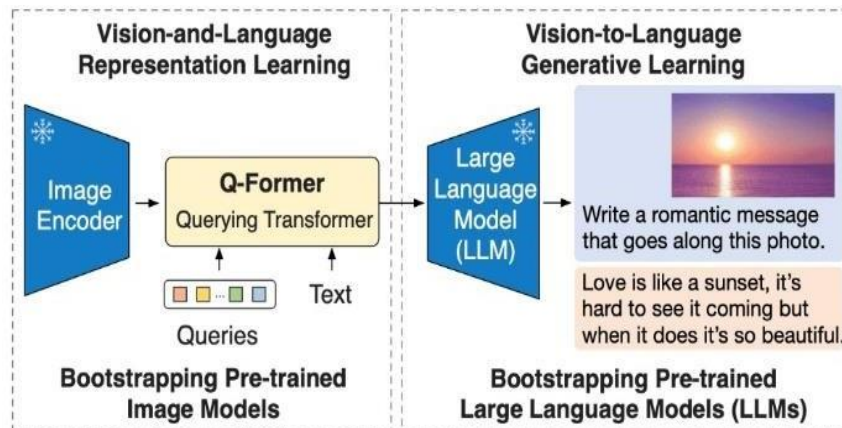 Vision-and-Language
Representation Learning
Image
Encoder
Q-Former
Querying Transformer
...
Queries
Text
Bootstrapping Pre-trained
Image Models
Vision-to-Language
Generative Learning
Large
Language
Model
(LLM)
Write a romantic message
that goes along this photo.
Love is like a sunset, it's
hard to see it coming but
when it does it's so beautiful.
Bootstrapping Pre-trained
Large Language Models (LLMs)